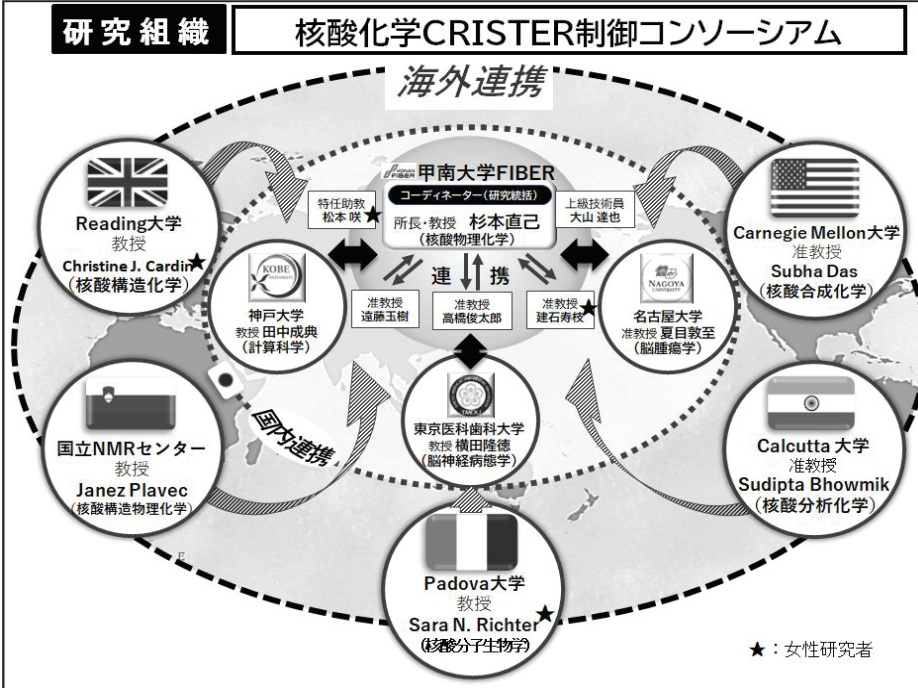 研究組織
核酸化学CRISTER制御コンソーシアム
海外連携
KONAN FIBER
甲南大学FIBER
コーディネーター(研究統括)
所長・教授 杉本直己
(核酸物理化学)
特任助教
松本 咲★
上級技術員
大山 達也
連携
准教授
遠藤玉樹
准教授
高橋俊太郎
准教授
建石寿枝★
Reading大学
教授
Christine J. Cardin★
(核酸構造化学)
Carnegie Mellon大学
准教授
Subha Das
(核酸合成化学)
KOBE
UNIVERSITY
神戸大学
教授 田中成典
(計算科学)
NAGOYA
UNIVERSITY
名古屋大学
准教授 夏目敦至
(脳腫瘍学)
TMDU
東京医科歯科大学
教授 横田隆徳
(脳神経病態学)
国内連携
国立NMRセンター
教授
Janez Plavec
(核酸構造物理化学)
Calcutta 大学
准教授
Sudipta Bhowmik
(核酸分析化学)
E
Padova大学
教授
Sara N. Richter★
(核酸分子生物学)
★:女性研究者